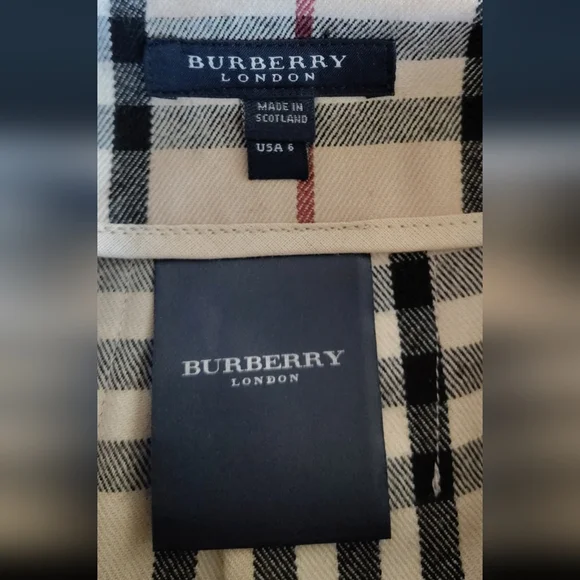 BURBERRY
LONDON
MADE IN
SCOTLAND
USA 6
BURBERRY
LONDON